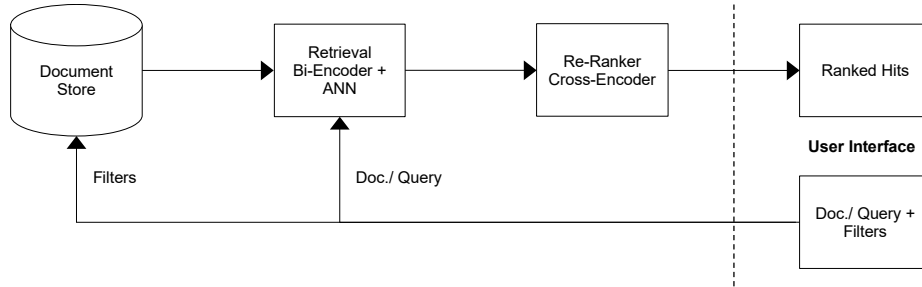 Document
Store
Retrieval
Bi-Encoder +
ANN
Re-Ranker
Cross-Encoder
Ranked Hits
User Interface
Filters
Doc./ Query
Doc./ Query +
Filters